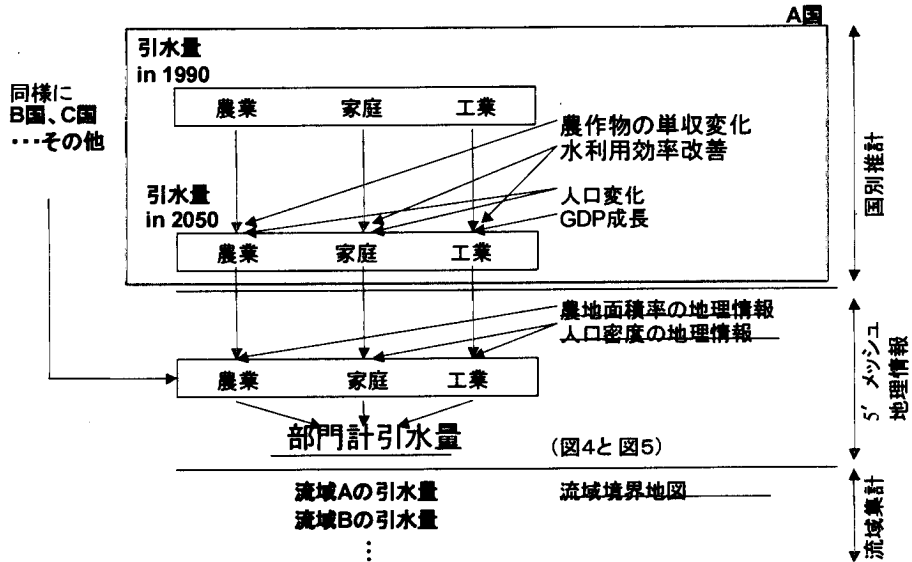 A国
引水量
in 1990
同様に
B国、C国
・・・その他
農業 家庭 工業
農作物の単収変化
水利用効率改善
国別推計
引水量
in 2050
人口変化
GDP成長
農業 家庭 工業
農地面積率の地理情報
人口密度の地理情報
5′メッシュ
地理情報
農業 家庭 工業
部門計引水量
(図4と図5)
流域Aの引水量
流域境界地図
流域Bの引水量
…
流域集計